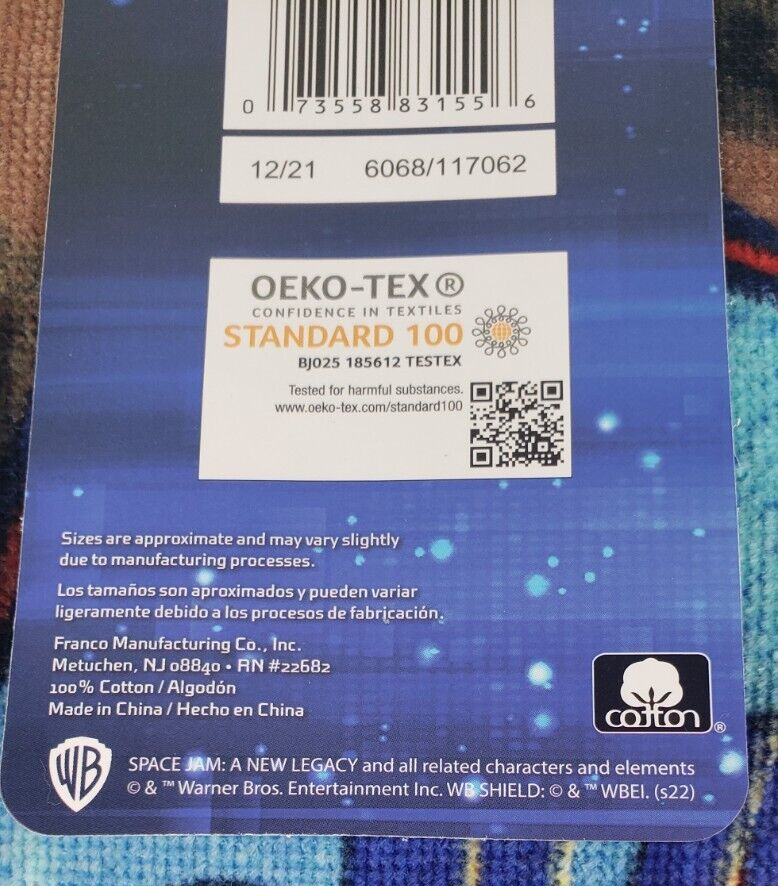 0 73558 83155 6
12/21 6068/117062
OEKO-TEX®
CONFIDENCE IN TEXTILES
STANDARD 100
BJ025 185612 TESTEX
Tested for harmful substances.
www.oeko-tex.com/standard100
Sizes are approximate and may vary slightly
due to manufacturing processes.
Los tamaños son aproximados y pueden variar
ligeramente debido a los procesos de fabricación.
Franco Manufacturing Co., Inc.
Metuchen, NJ 08840 • RN #22682
100% Cotton / Algodón
Made in China / Hecho en China
cotton®
WB
SPACE JAM: A NEW LEGACY and all related characters and elements
© & ™ Warner Bros. Entertainment Inc. WB SHIELD: © & ™ WBEI. (s22)